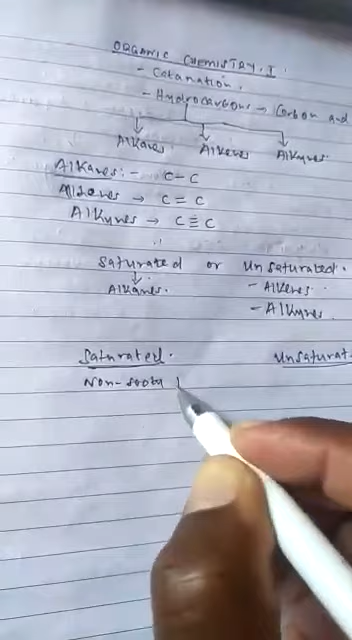 ORGANIC CHEMISTRY.I
- Catanation.
- Hydrocarbons → Carbon and
Alkanes Alkenes Alkynes
Alkanes:- C-C
Alkenes → C = C
Alkynes → C ≡ C
Saturated or Unsaturated.
Alkanes. - Alkenes
- Alkynes
Saturated. Unsaturat
Non-sooty